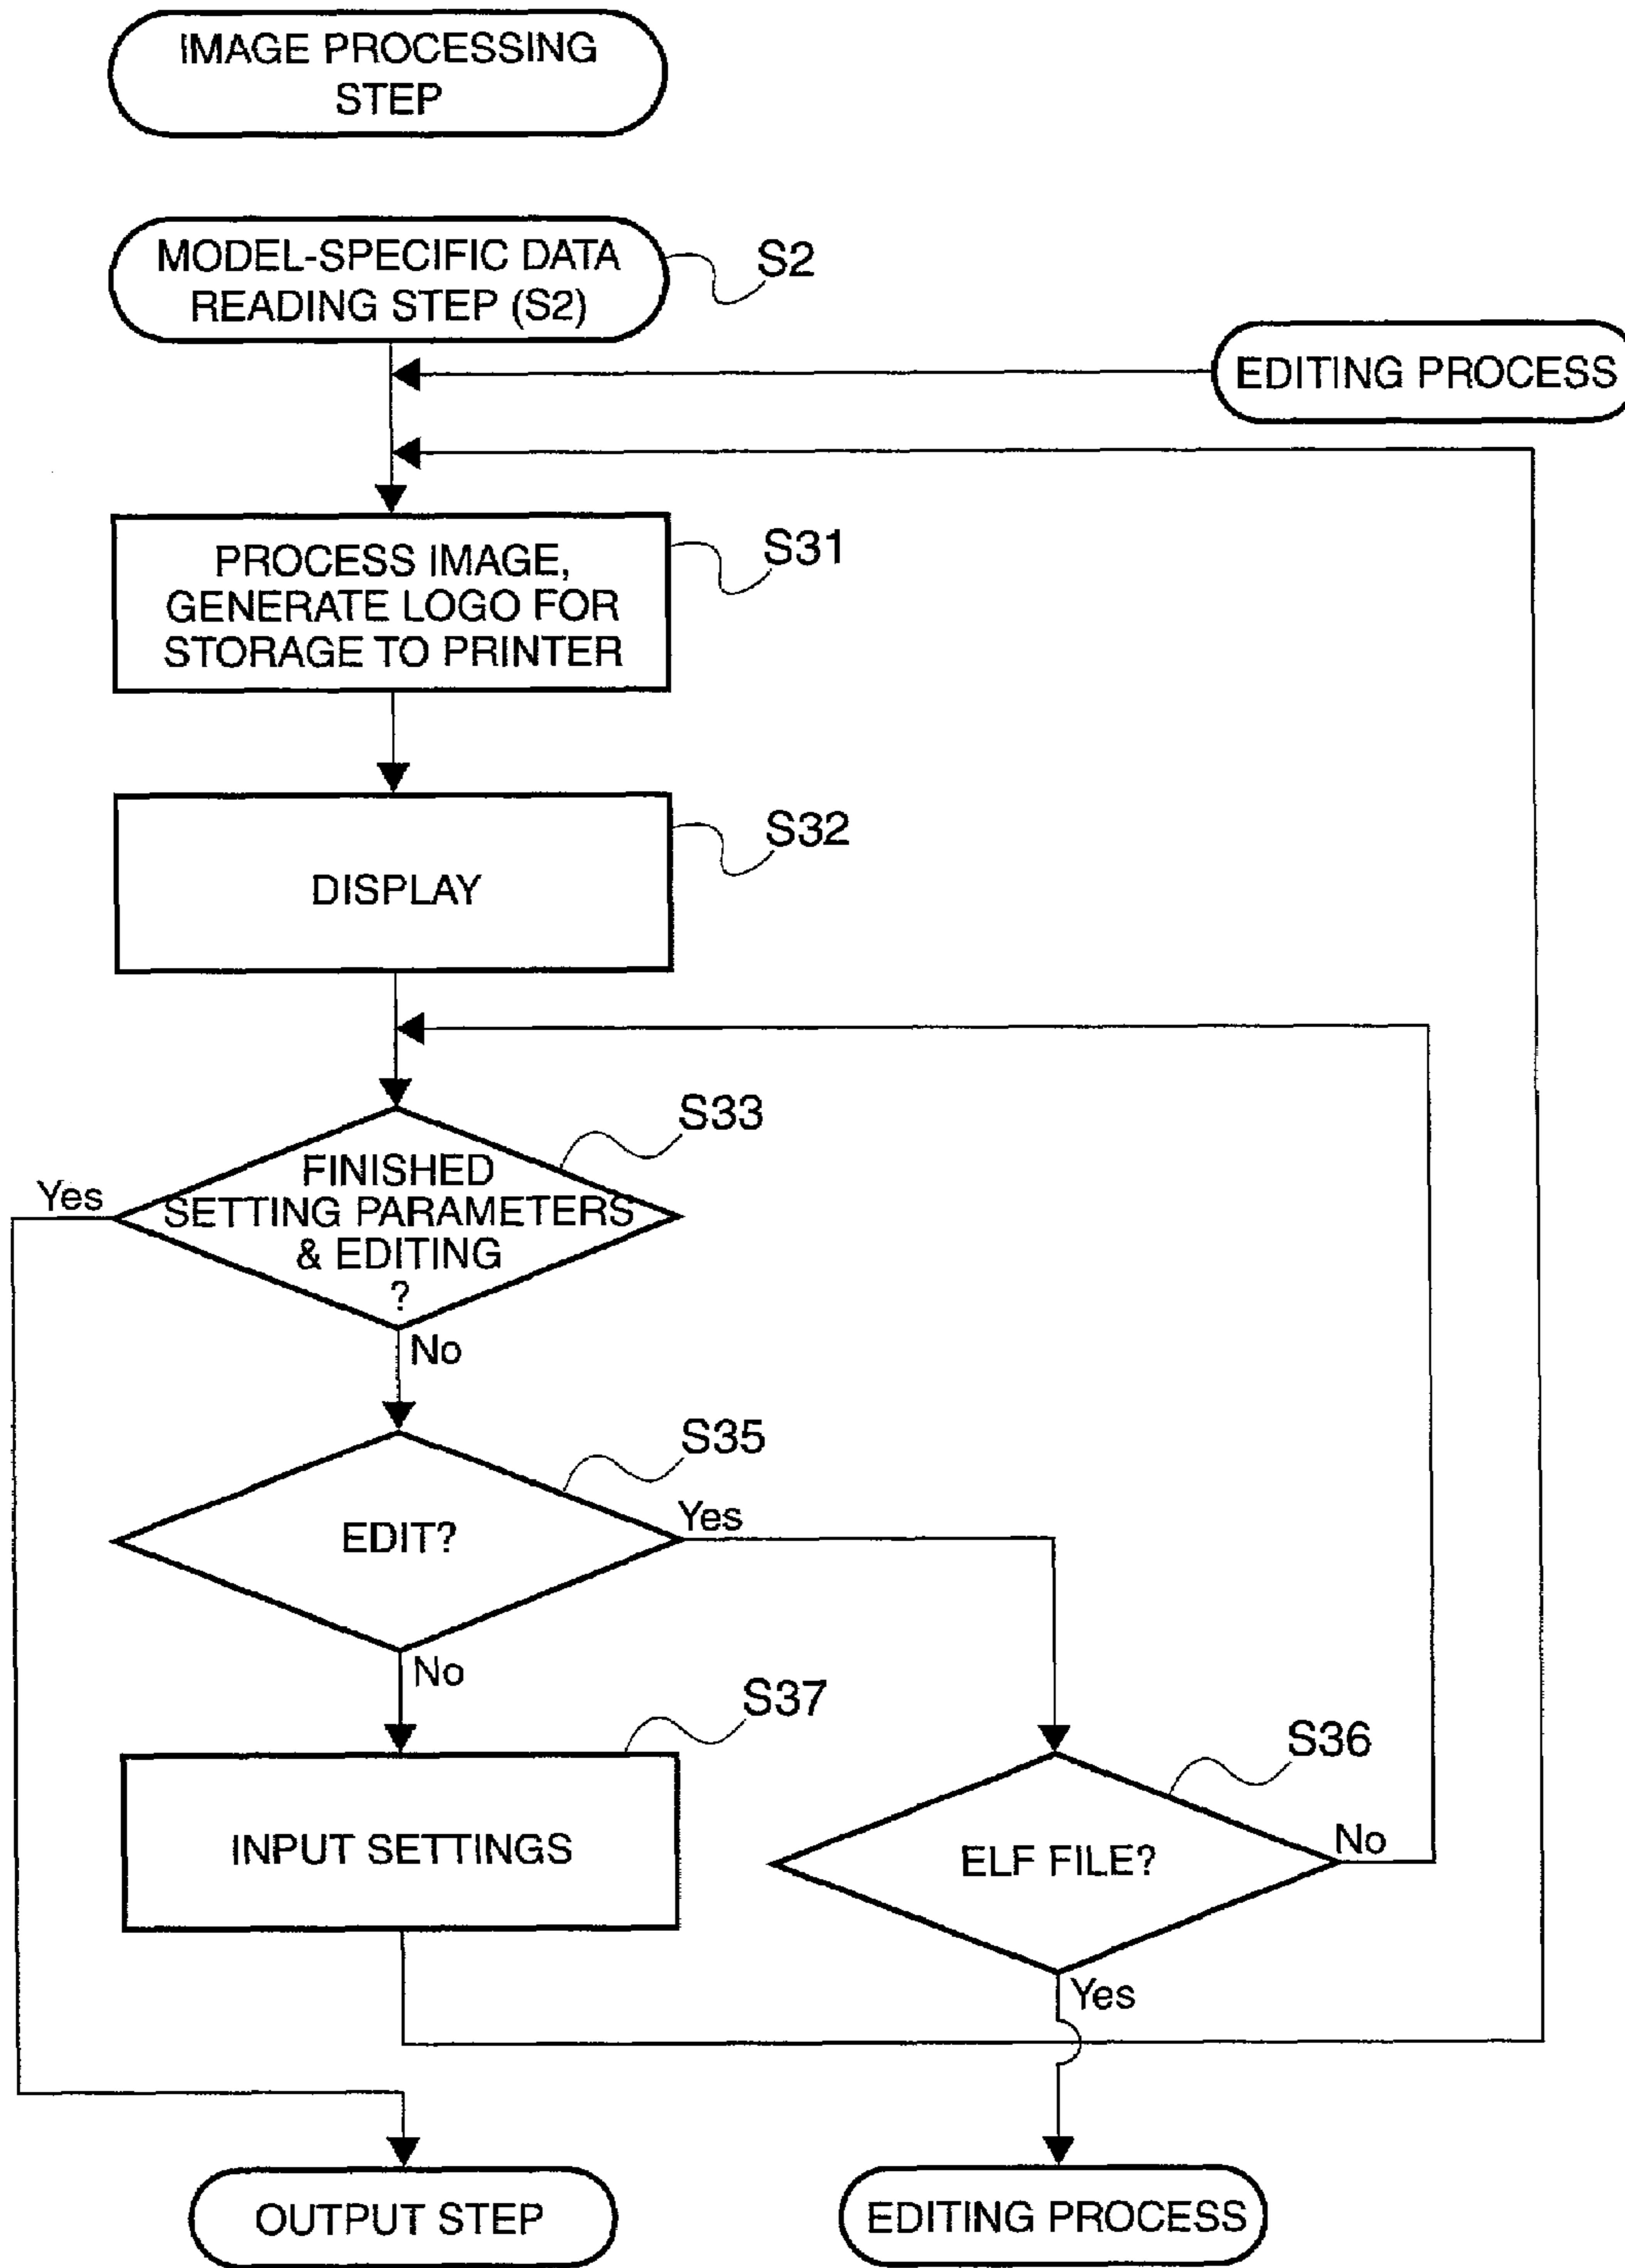 IMAGE PROCESSING
STEP
MODEL-SPECIFIC DATA
READING STEP (S2)
S2
EDITING PROCESS
PROCESS IMAGE,
GENERATE LOGO FOR
STORAGE TO PRINTER
S31
DISPLAY
S32
FINISHED
SETTING PARAMETERS
& EDITING
?
S33
Yes
No
EDIT?
S35
Yes
No
INPUT SETTINGS
S37
ELF FILE?
S36
No
Yes
OUTPUT STEP
EDITING PROCESS